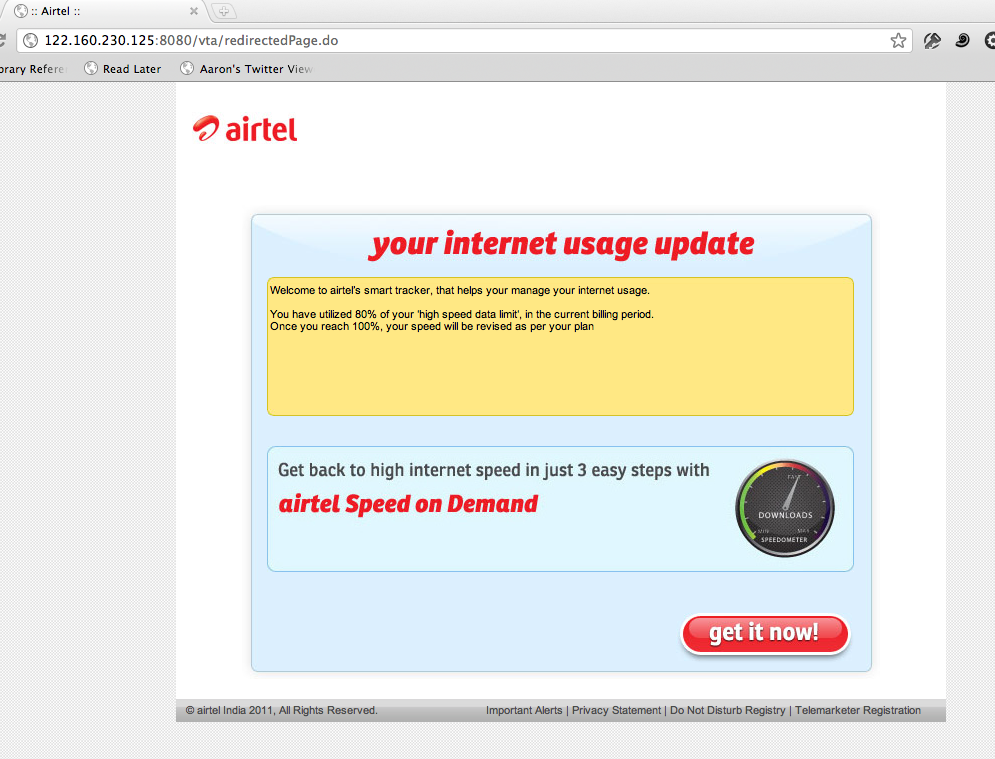 :: Airtel ::
122.160.230.125:8080/vta/redirectedPage.do
brary Refere
Read Later
Aaron's Twitter View
airtel
your internet usage update
Welcome to airtel's smart tracker, that helps your manage your internet usage.
You have utilized 80% of your 'high speed data limit', in the current billing period.
Once you reach 100%, your speed will be revised as per your plan
Get back to high internet speed in just 3 easy steps with
airtel Speed on Demand
FAST
DOWNLOADS
MIN MAX
SPEEDOMETER
get it now!
© airtel India 2011, All Rights Reserved.
Important Alerts | Privacy Statement | Do Not Disturb Registry | Telemarketer Registration